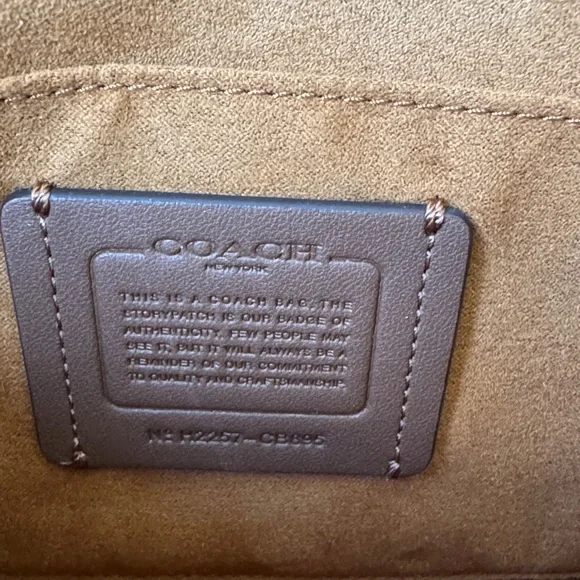 COACH
NEW YORK
THIS IS A COACH BAG. THE
STORYPATCH IS OUR BADGE OF
AUTHENTICITY. FEW PEOPLE MAY
SEE IT, BUT IT WILL ALWAYS BE A
REMINDER OF OUR COMMITMENT
TO QUALITY AND CRAFTSMANSHIP.
Nº H2257-CB895